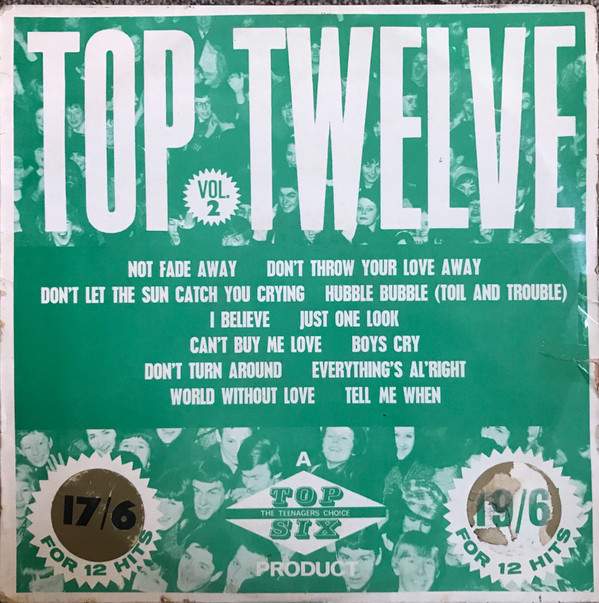 TOP TWELVE
VOL. 2
NOT FADE AWAY DON'T THROW YOUR LOVE AWAY
DON'T LET THE SUN CATCH YOU CRYING HUBBLE BUBBLE (TOIL AND TROUBLE)
I BELIEVE JUST ONE LOOK
CAN'T BUY ME LOVE BOYS CRY
DON'T TURN AROUND EVERYTHING'S AL'RIGHT
WORLD WITHOUT LOVE TELL ME WHEN
17/6
FOR 12 HITS
A
TOP
THE TEENAGERS CHOICE
SIX
PRODUCT
19/6
FOR 12 HITS